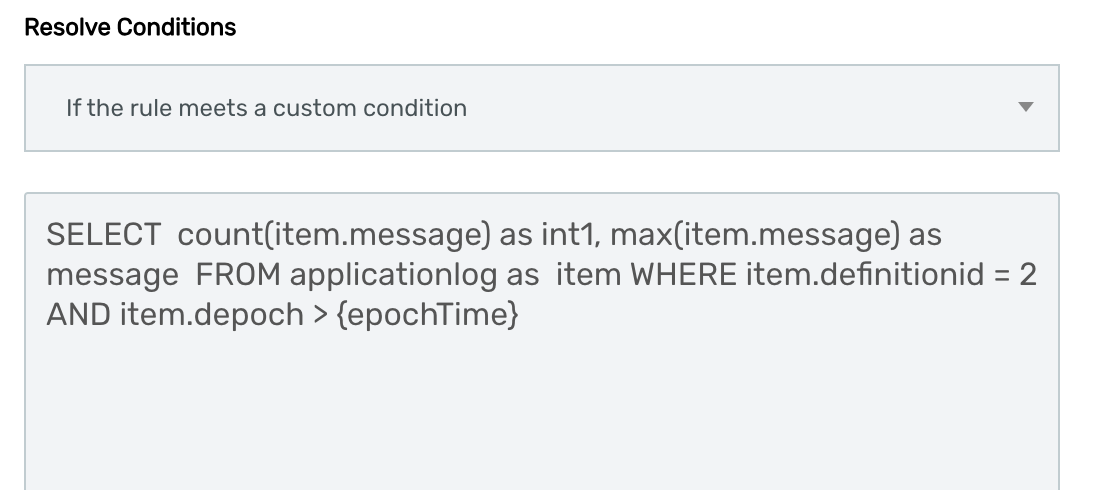 Resolve Conditions
If the rule meets a custom condition
SELECT  count(item.message) as int1, max(item.message) as
message  FROM applicationlog as  item WHERE item.definitionid = 2
AND item.depoch > {epochTime}